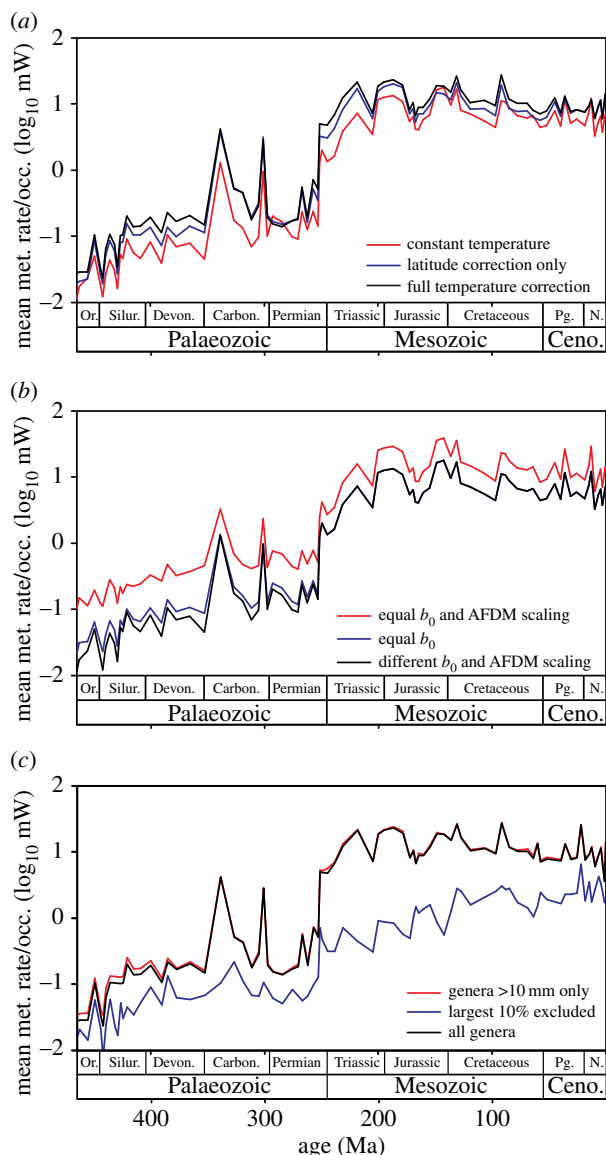 (a)
2
1
0
−1
−2
mean met. rate/occ. (log10 mW)
constant temperature
latitude correction only
full temperature correction
Or. Silur. Devon. Carbon. Permian Triassic Jurassic Cretaceous Pg. N.
Palaeozoic Mesozoic Ceno.
(b)
2
1
0
−1
−2
mean met. rate/occ. (log10 mW)
equal b0 and AFDM scaling
equal b0
different b0 and AFDM scaling
Or. Silur. Devon. Carbon. Permian Triassic Jurassic Cretaceous Pg. N.
Palaeozoic Mesozoic Ceno.
(c)
2
1
0
−1
−2
mean met. rate/occ. (log10 mW)
genera >10 mm only
largest 10% excluded
all genera
Or. Silur. Devon. Carbon. Permian Triassic Jurassic Cretaceous Pg. N.
Palaeozoic Mesozoic Ceno.
400 300 200 100
age (Ma)